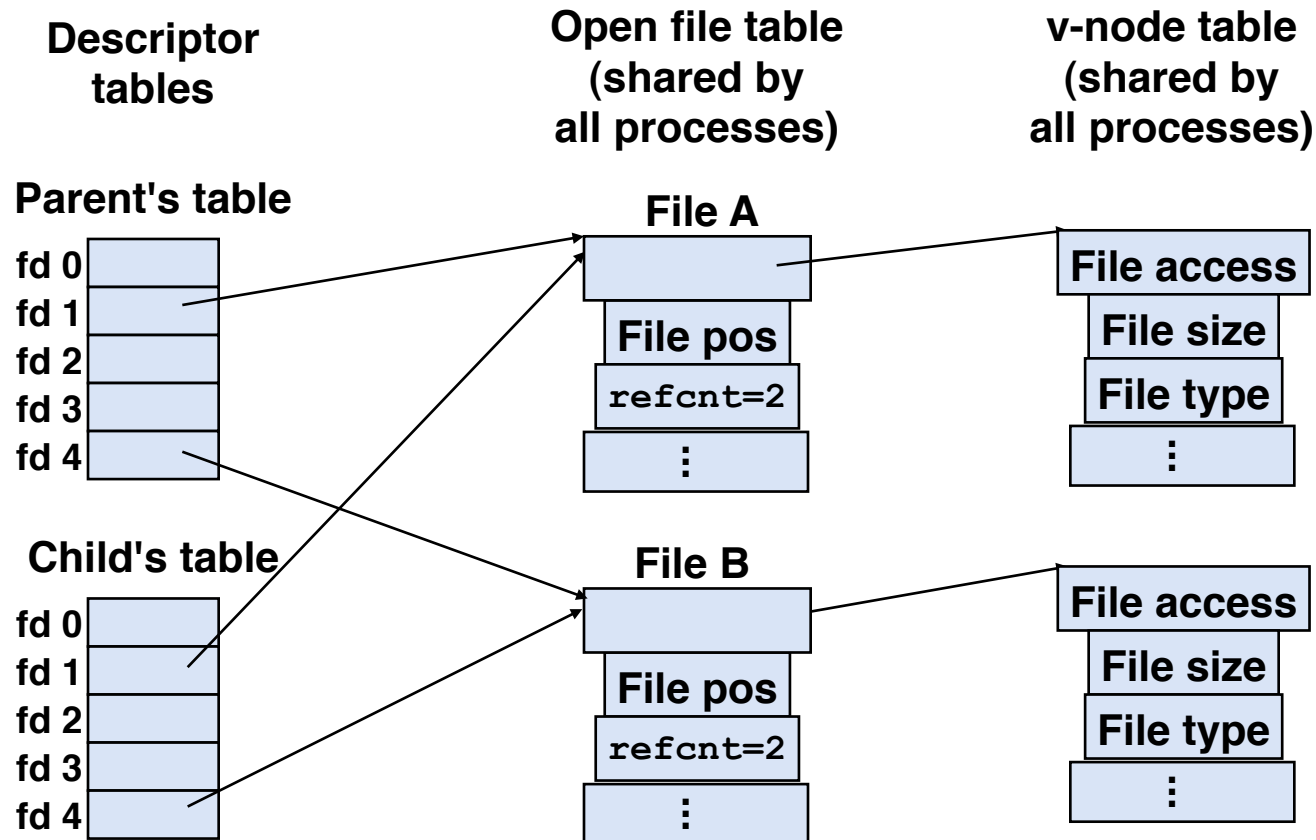 Descriptor
tables
Open file table
(shared by
all processes)
v-node table
(shared by
all processes)
Parent's table
fd 0
fd 1
fd 2
fd 3
fd 4
File A
File pos
refcnt=2
⋮
File access
File size
File type
⋮
Child's table
fd 0
fd 1
fd 2
fd 3
fd 4
File B
File pos
refcnt=2
⋮
File access
File size
File type
⋮